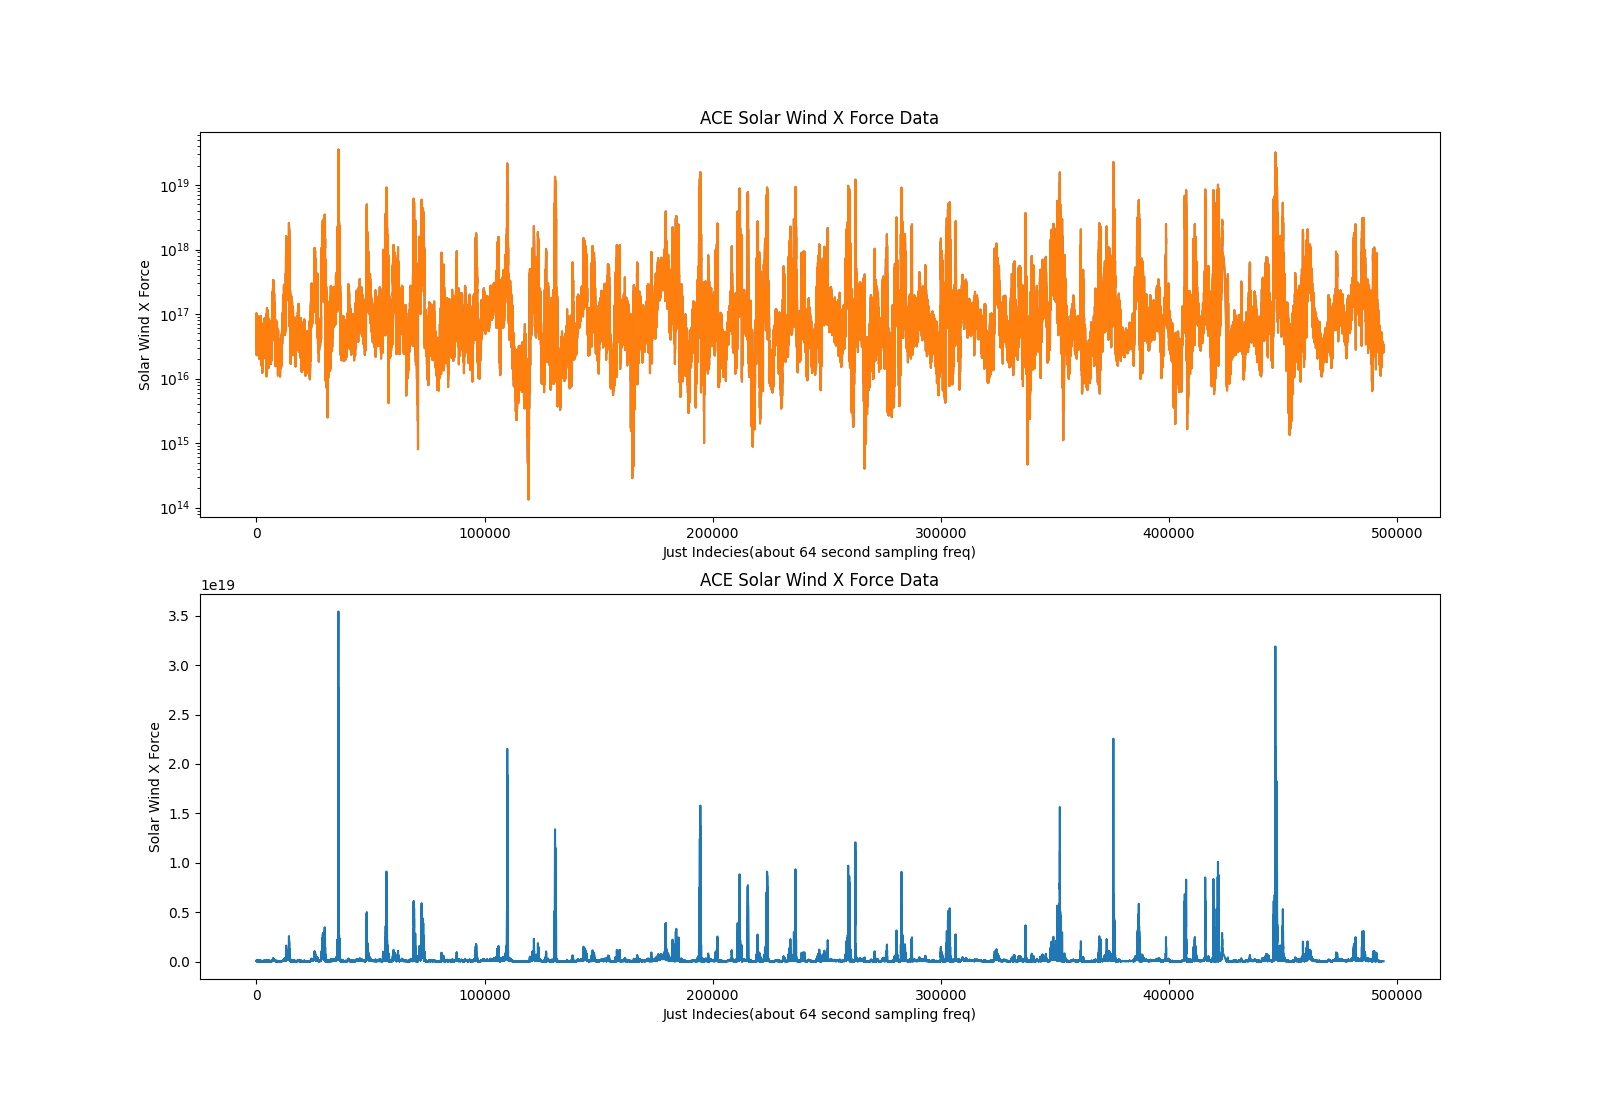 ACE Solar Wind X Force Data
Solar Wind X Force
10^19
10^18
10^17
10^16
10^15
10^14
0 100000 200000 300000 400000 500000
Just Indecies(about 64 second sampling freq)
ACE Solar Wind X Force Data
1e19
Solar Wind X Force
3.5
3.0
2.5
2.0
1.5
1.0
0.5
0.0
0 100000 200000 300000 400000 500000
Just Indecies(about 64 second sampling freq)